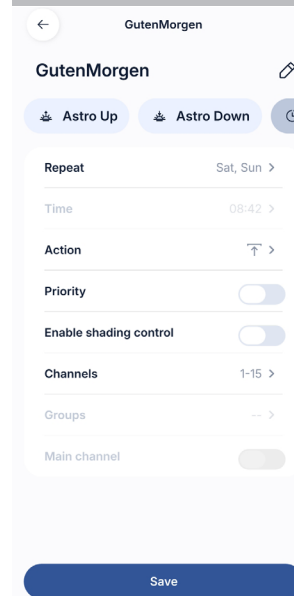 GutenMorgen
GutenMorgen
Astro Up Astro Down
Repeat Sat, Sun >
Time 08:42 >
Action >
Priority
Enable shading control
Channels 1-15 >
Groups -- >
Main channel
Save